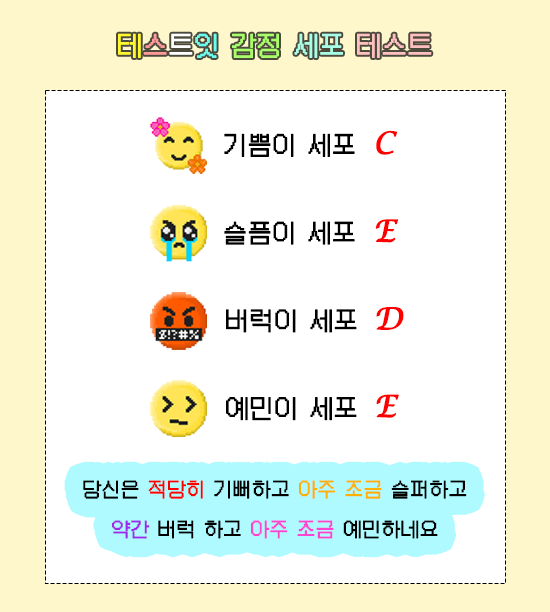 테스트잇 감정 세포 테스트
기쁨이 세포 C
슬픔이 세포 E
$!?#%
버럭이 세포 D
예민이 세포 E
당신은 적당히 기뻐하고 아주 조금 슬퍼하고
약간 버럭 하고 아주 조금 예민하네요